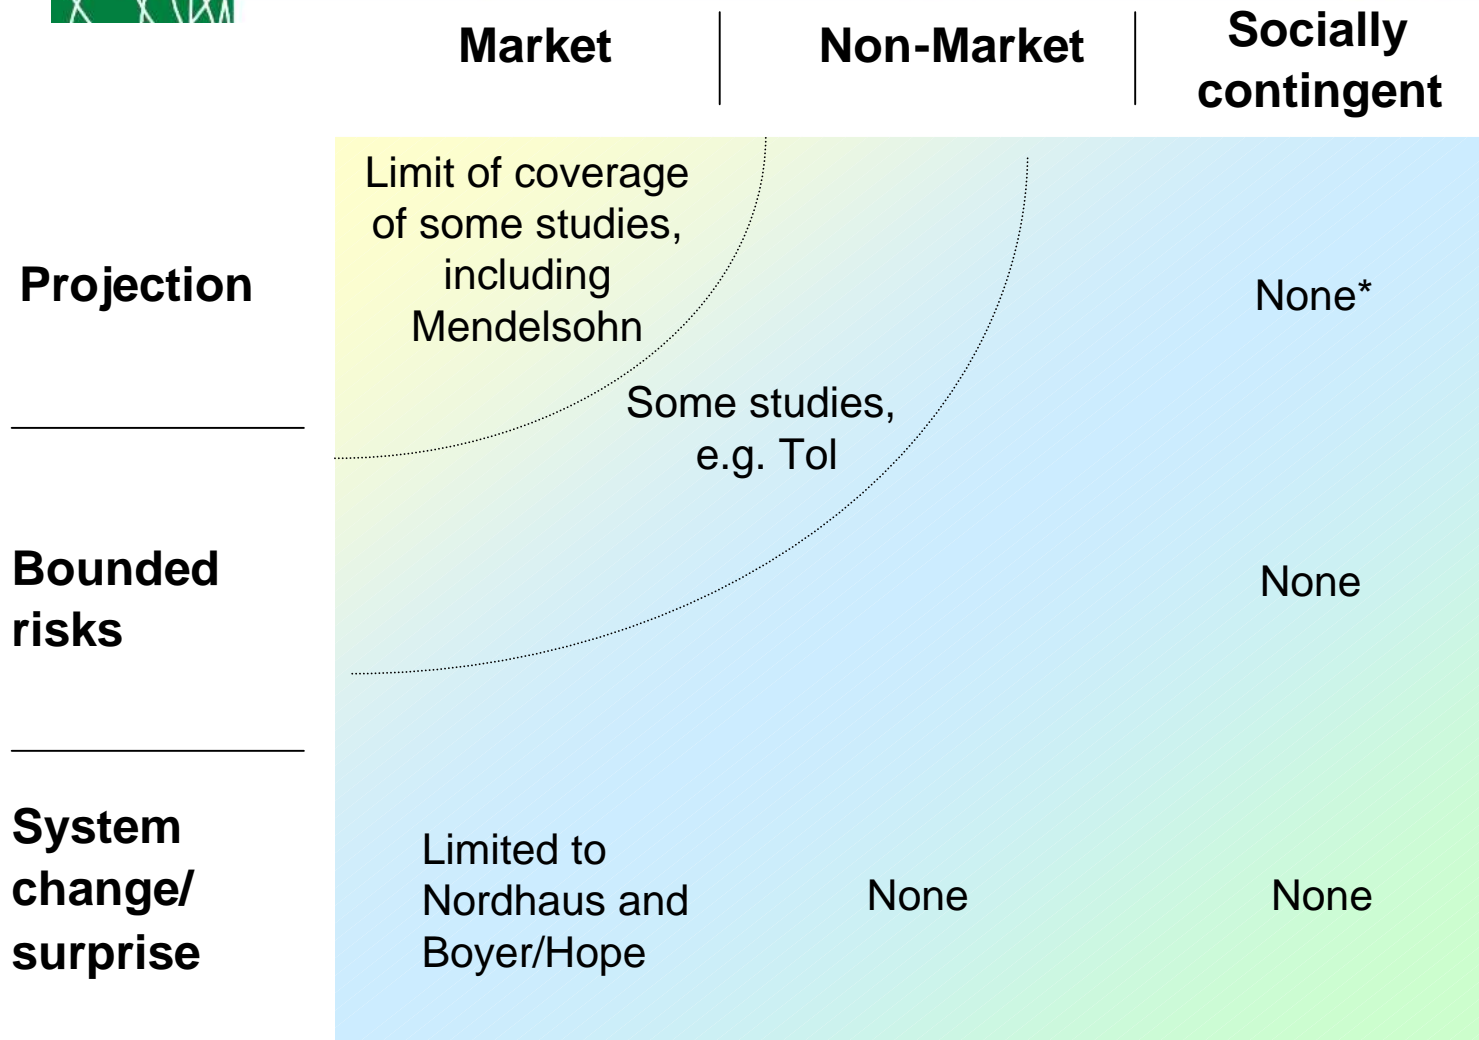 Market
Non-Market
Socially
contingent
Projection
Limit of coverage
of some studies,
including
Mendelsohn
None*
Some studies,
e.g. Tol
Bounded
risks
None
System
change/
surprise
Limited to
Nordhaus and
Boyer/Hope
None
None